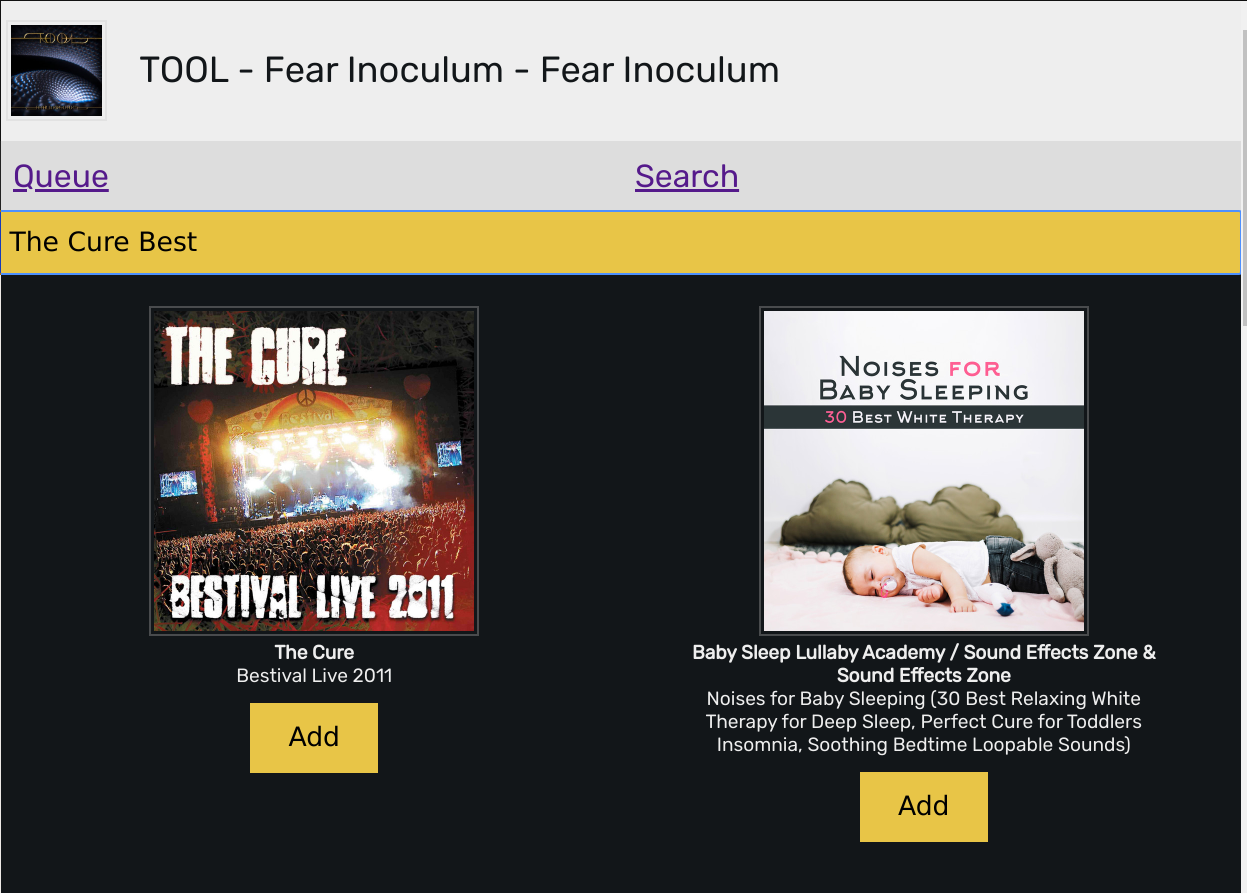 TOOL
TOOL - Fear Inoculum - Fear Inoculum
Queue
Search
The Cure Best
THE CURE
Bestival
BESTIVAL LIVE 2011
The Cure
Bestival Live 2011
Add
NOISES FOR
BABY SLEEPING
30 BEST WHITE THERAPY
Baby Sleep Lullaby Academy / Sound Effects Zone &
Sound Effects Zone
Noises for Baby Sleeping (30 Best Relaxing White
Therapy for Deep Sleep, Perfect Cure for Toddlers
Insomnia, Soothing Bedtime Loopable Sounds)
Add